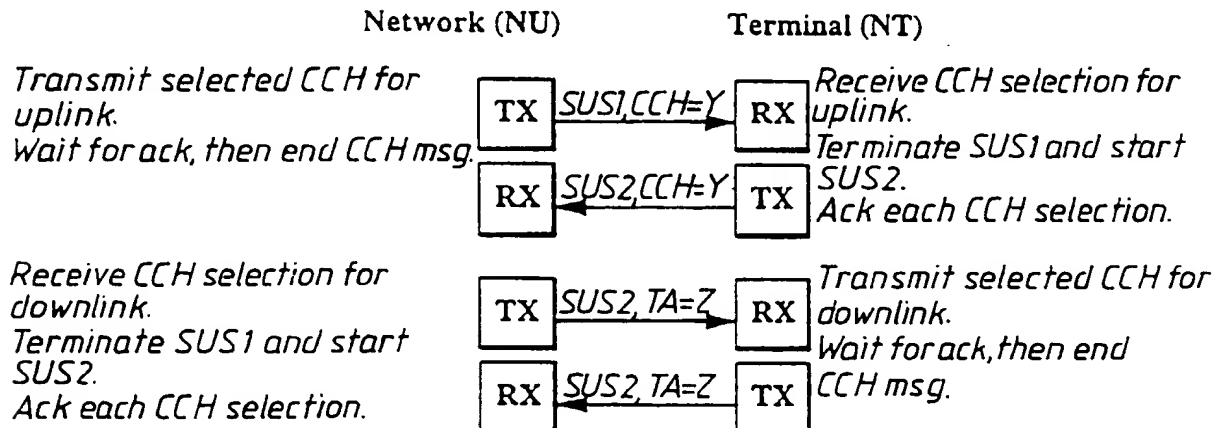 Network (NU) Terminal (NT)
Transmit selected CCH for
uplink.
Wait for ack, then end CCH msg.
TX SUS1,CCH=Y RX
RX SUS2,CCH=Y TX
Receive CCH selection for
uplink.
Terminate SUS1 and start
SUS2.
Ack each CCH selection.
Receive CCH selection for
downlink.
Terminate SUS1 and start
SUS2.
Ack each CCH selection.
TX SUS2, TA=Z RX
RX SUS2, TA=Z TX
Transmit selected CCH for
downlink.
Wait for ack, then end
CCH msg.